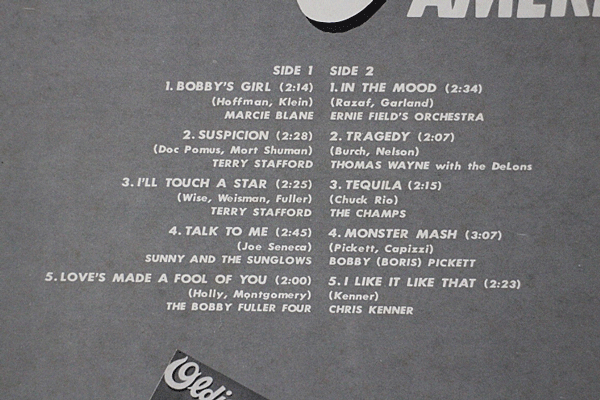 AMERI
SIDE 1
1. BOBBY'S GIRL (2:14)
(Hoffman, Klein)
MARCIE BLANE
2. SUSPICION (2:28)
(Doc Pomus, Mort Shuman)
TERRY STAFFORD
3. I'LL TOUCH A STAR (2:25)
(Wise, Weisman, Fuller)
TERRY STAFFORD
4. TALK TO ME (2:45)
(Joe Seneca)
SUNNY AND THE SUNGLOWS
5. LOVE'S MADE A FOOL OF YOU (2:00)
(Holly, Montgomery)
THE BOBBY FULLER FOUR
SIDE 2
1. IN THE MOOD (2:34)
(Razaf, Garland)
ERNIE FIELD'S ORCHESTRA
2. TRAGEDY (2:07)
(Burch, Nelson)
THOMAS WAYNE with the DeLons
3. TEQUILA (2:15)
(Chuck Rio)
THE CHAMPS
4. MONSTER MASH (3:07)
(Pickett, Capizzi)
BOBBY (BORIS) PICKETT
5. I LIKE IT LIKE THAT (2:23)
(Kenner)
CHRIS KENNER
Oldi